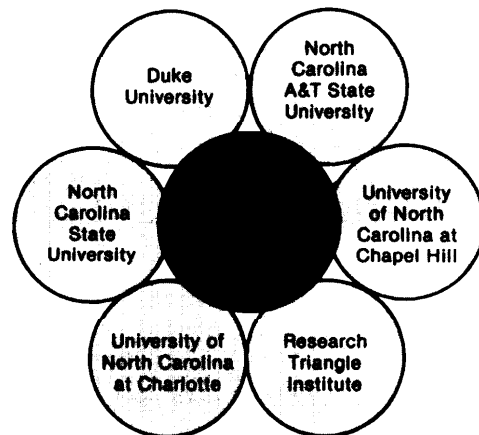 Duke
University
North
Carolina
A&T State
University
North
Carolina
State
University
University
of North
Carolina at
Chapel Hill
University of
North Carolina
at Charlotte
Research
Triangle
Institute